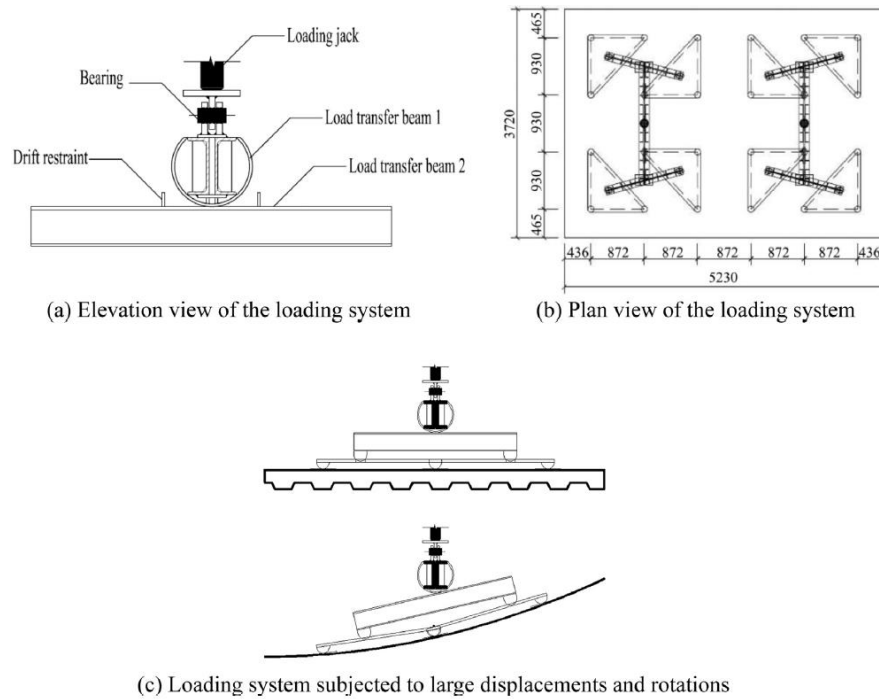 Loading jack
Bearing
Load transfer beam 1
Drift restraint
Load transfer beam 2
(a) Elevation view of the loading system
465
930
3720
930
930
465
436 872 872 872 872 872 436
5230
(b) Plan view of the loading system
(c) Loading system subjected to large displacements and rotations